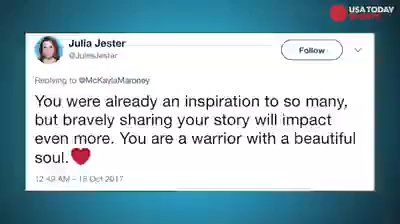 USA TODAY
SPORTS
Julia Jester
@JulesJester
Follow
Replying to @McKaylaMaroney
You were already an inspiration to so many,
but bravely sharing your story will impact
even more. You are a warrior with a beautiful
soul.❤️
12:49 AM - 18 Oct 2017